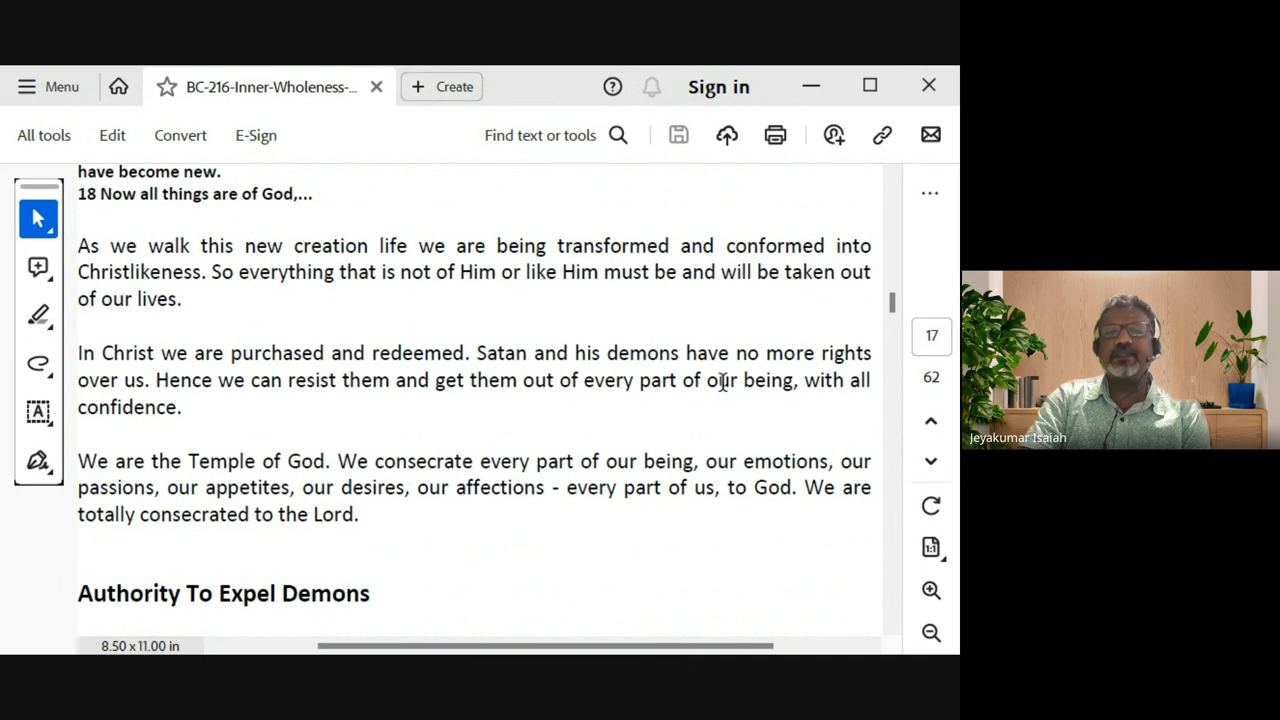 Menu
BC-216-Inner-Wholeness-...
Create
Sign in
All tools
Edit
Convert
E-Sign
Find text or tools
have become new.
18 Now all things are of God,...
As we walk this new creation life we are being transformed and conformed into
Christlikeness. So everything that is not of Him or like Him must be and will be taken out
of our lives.
In Christ we are purchased and redeemed. Satan and his demons have no more rights
over us. Hence we can resist them and get them out of every part of our being, with all
confidence.
We are the Temple of God. We consecrate every part of our being, our emotions, our
passions, our appetites, our desires, our affections - every part of us, to God. We are
totally consecrated to the Lord.
Authority To Expel Demons
8.50 x 11.00 in
17
62
1:1
Jeyakumar Isaiah